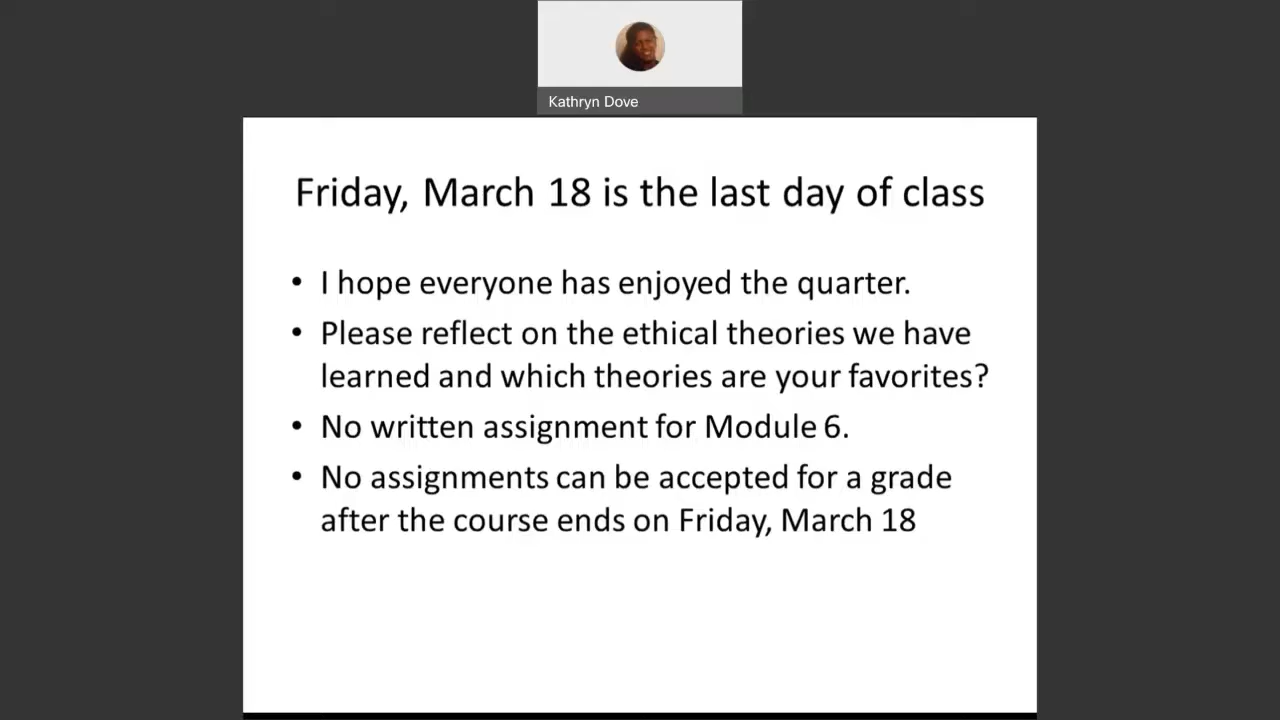 Kathryn Dove
Friday, March 18 is the last day of class
• I hope everyone has enjoyed the quarter.
• Please reflect on the ethical theories we have
learned and which theories are your favorites?
• No written assignment for Module 6.
• No assignments can be accepted for a grade
after the course ends on Friday, March 18